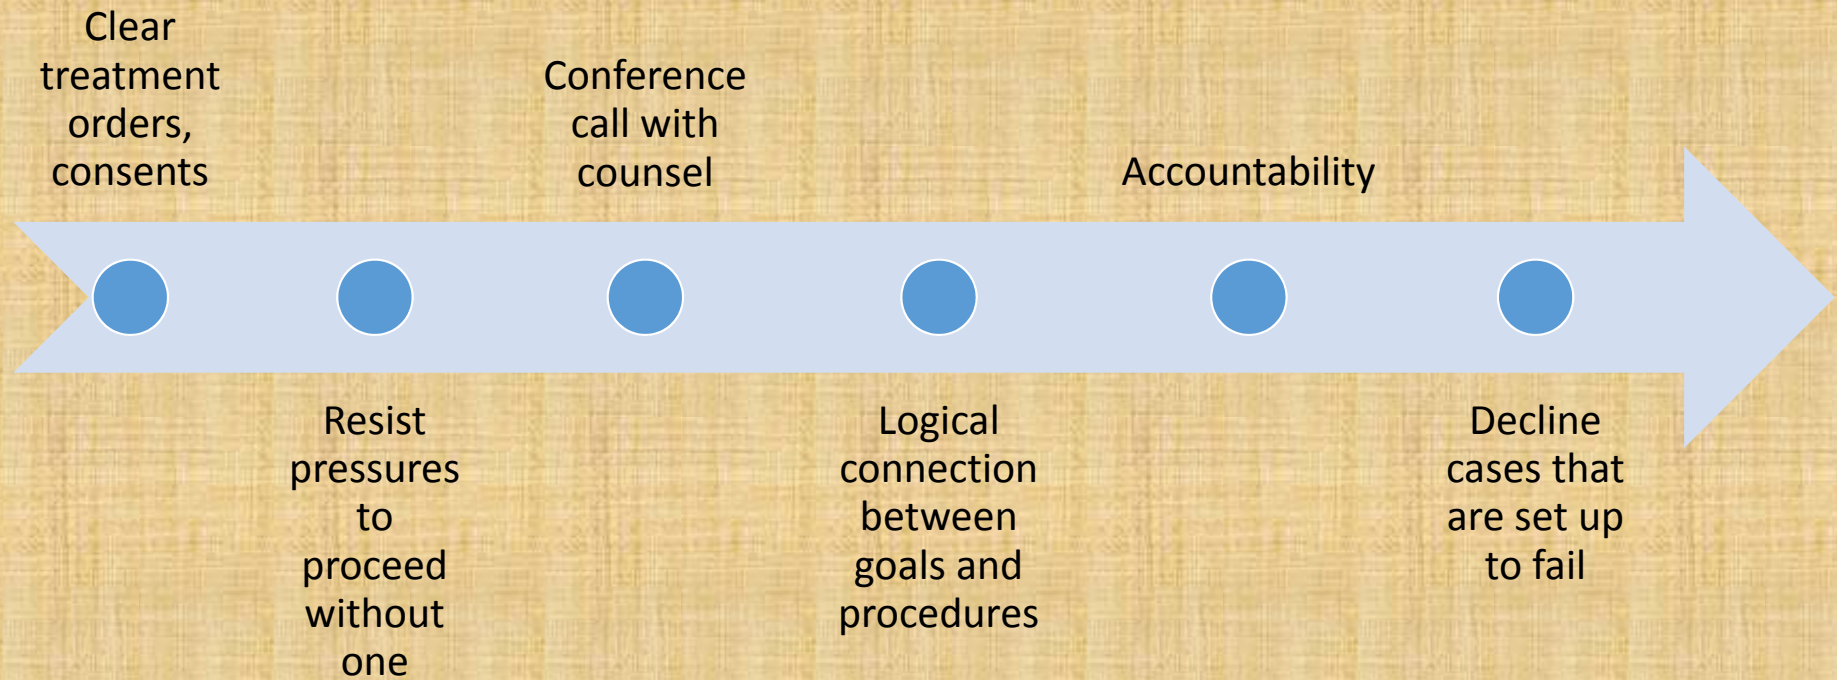 Clear
treatment
orders,
consents
Resist
pressures
to
proceed
without
one
Conference
call with
counsel
Logical
connection
between
goals and
procedures
Accountability
Decline
cases that
are set up
to fail